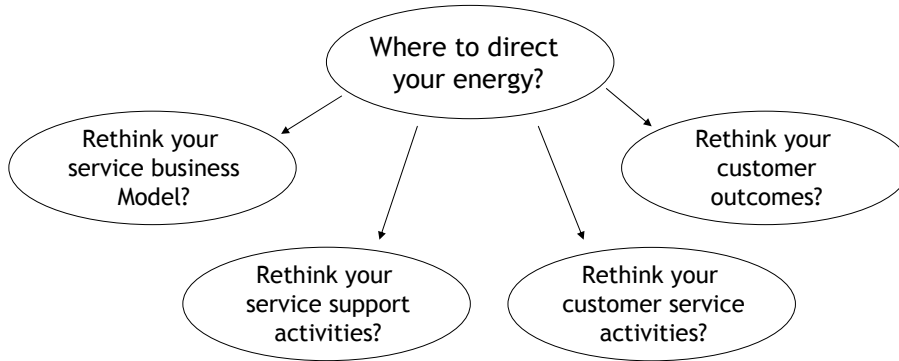 Where to direct
your energy?
Rethink your
service business
Model?
Rethink your
customer
outcomes?
Rethink your
service support
activities?
Rethink your
customer service
activities?